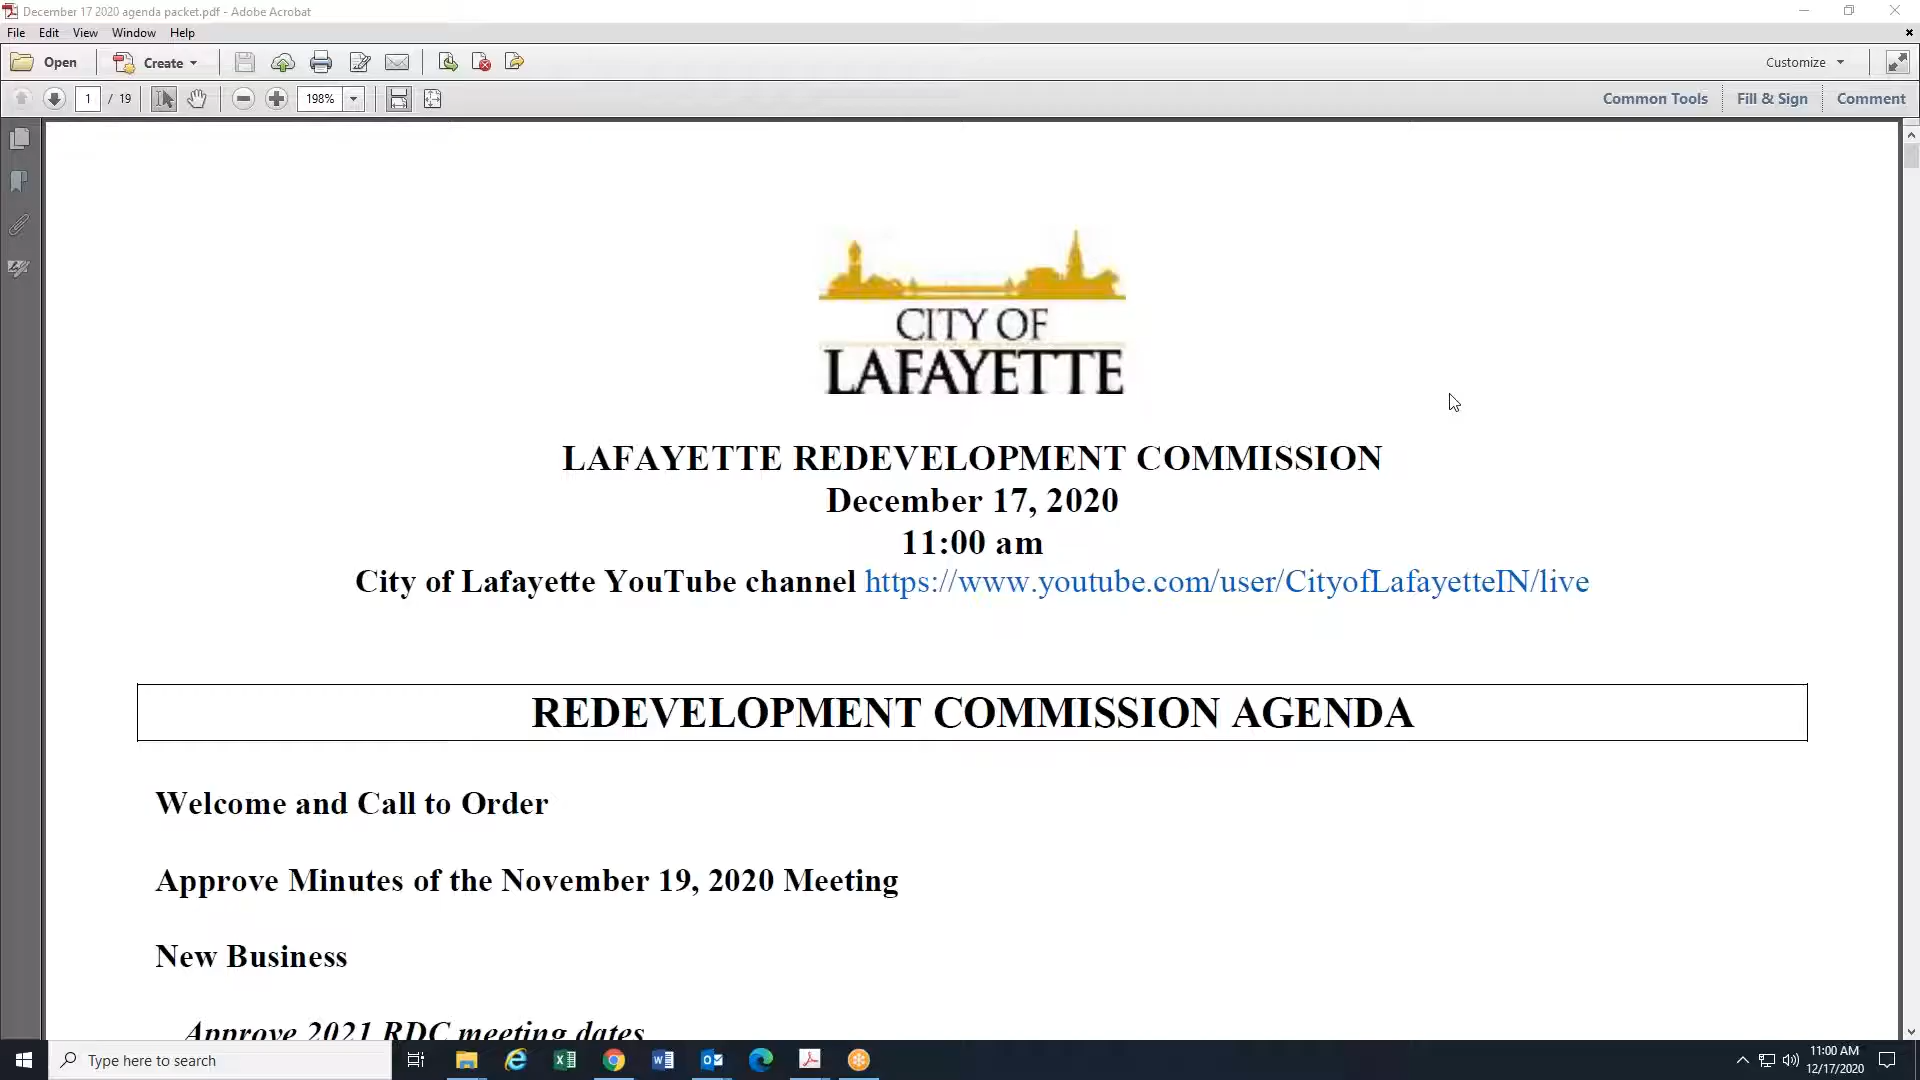 December 17 2020 agenda packet.pdf - Adobe Acrobat
File Edit View Window Help
Open Create Customize
1 / 19 198% Common Tools Fill & Sign Comment
CITY OF
LAFAYETTE
LAFAYETTE REDEVELOPMENT COMMISSION
December 17, 2020
11:00 am
City of Lafayette YouTube channel https://www.youtube.com/user/CityofLafayetteIN/live
REDEVELOPMENT COMMISSION AGENDA
Welcome and Call to Order
Approve Minutes of the November 19, 2020 Meeting
New Business
Approve 2021 RDC meeting dates
Type here to search
11:00 AM
12/17/2020